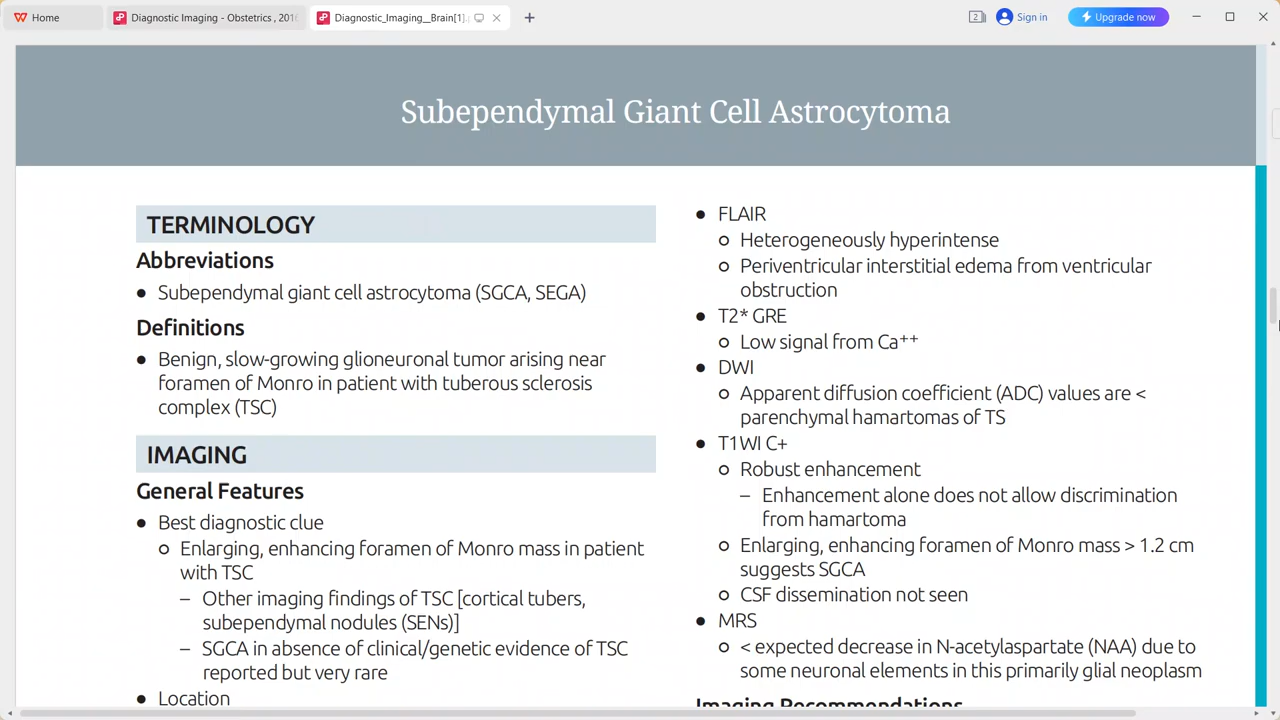 Home
Diagnostic Imaging - Obstetrics , 201
Diagnostic_Imaging__Brain[1].
2
Sign in
Upgrade now
Subependymal Giant Cell Astrocytoma
TERMINOLOGY
Abbreviations
● Subependymal giant cell astrocytoma (SGCA, SEGA)
Definitions
● Benign, slow-growing glioneuronal tumor arising near
foramen of Monro in patient with tuberous sclerosis
complex (TSC)
IMAGING
General Features
● Best diagnostic clue
○ Enlarging, enhancing foramen of Monro mass in patient
with TSC
– Other imaging findings of TSC [cortical tubers,
subependymal nodules (SENs)]
– SGCA in absence of clinical/genetic evidence of TSC
reported but very rare
● Location
● FLAIR
○ Heterogeneously hyperintense
○ Periventricular interstitial edema from ventricular
obstruction
● T2* GRE
○ Low signal from Ca⁺⁺
● DWI
○ Apparent diffusion coefficient (ADC) values are <
parenchymal hamartomas of TS
● T1WI C+
○ Robust enhancement
– Enhancement alone does not allow discrimination
from hamartoma
○ Enlarging, enhancing foramen of Monro mass > 1.2 cm
suggests SGCA
○ CSF dissemination not seen
● MRS
○ < expected decrease in N-acetylaspartate (NAA) due to
some neuronal elements in this primarily glial neoplasm
Imaging Recommendations